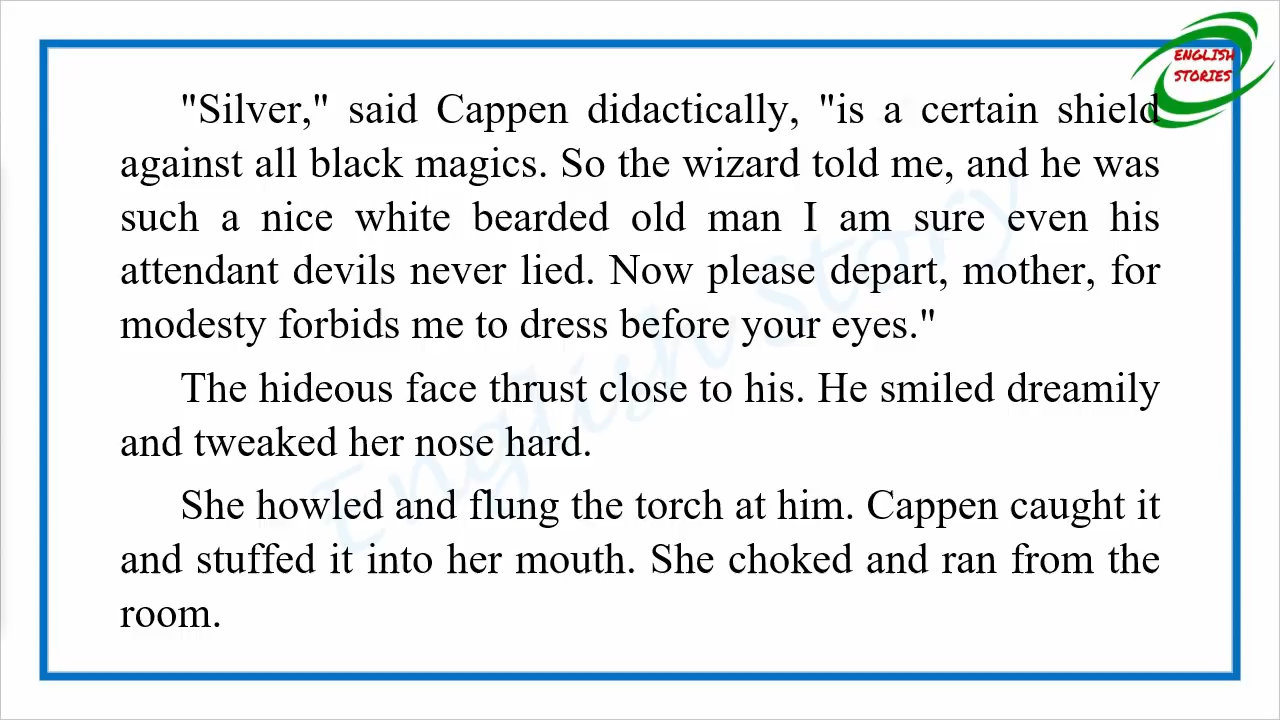 ENGLISH
STORIES
"Silver," said Cappen didactically, "is a certain shield
against all black magics. So the wizard told me, and he was
such a nice white bearded old man I am sure even his
attendant devils never lied. Now please depart, mother, for
modesty forbids me to dress before your eyes."
The hideous face thrust close to his. He smiled dreamily
and tweaked her nose hard.
She howled and flung the torch at him. Cappen caught it
and stuffed it into her mouth. She choked and ran from the
room.
English Story